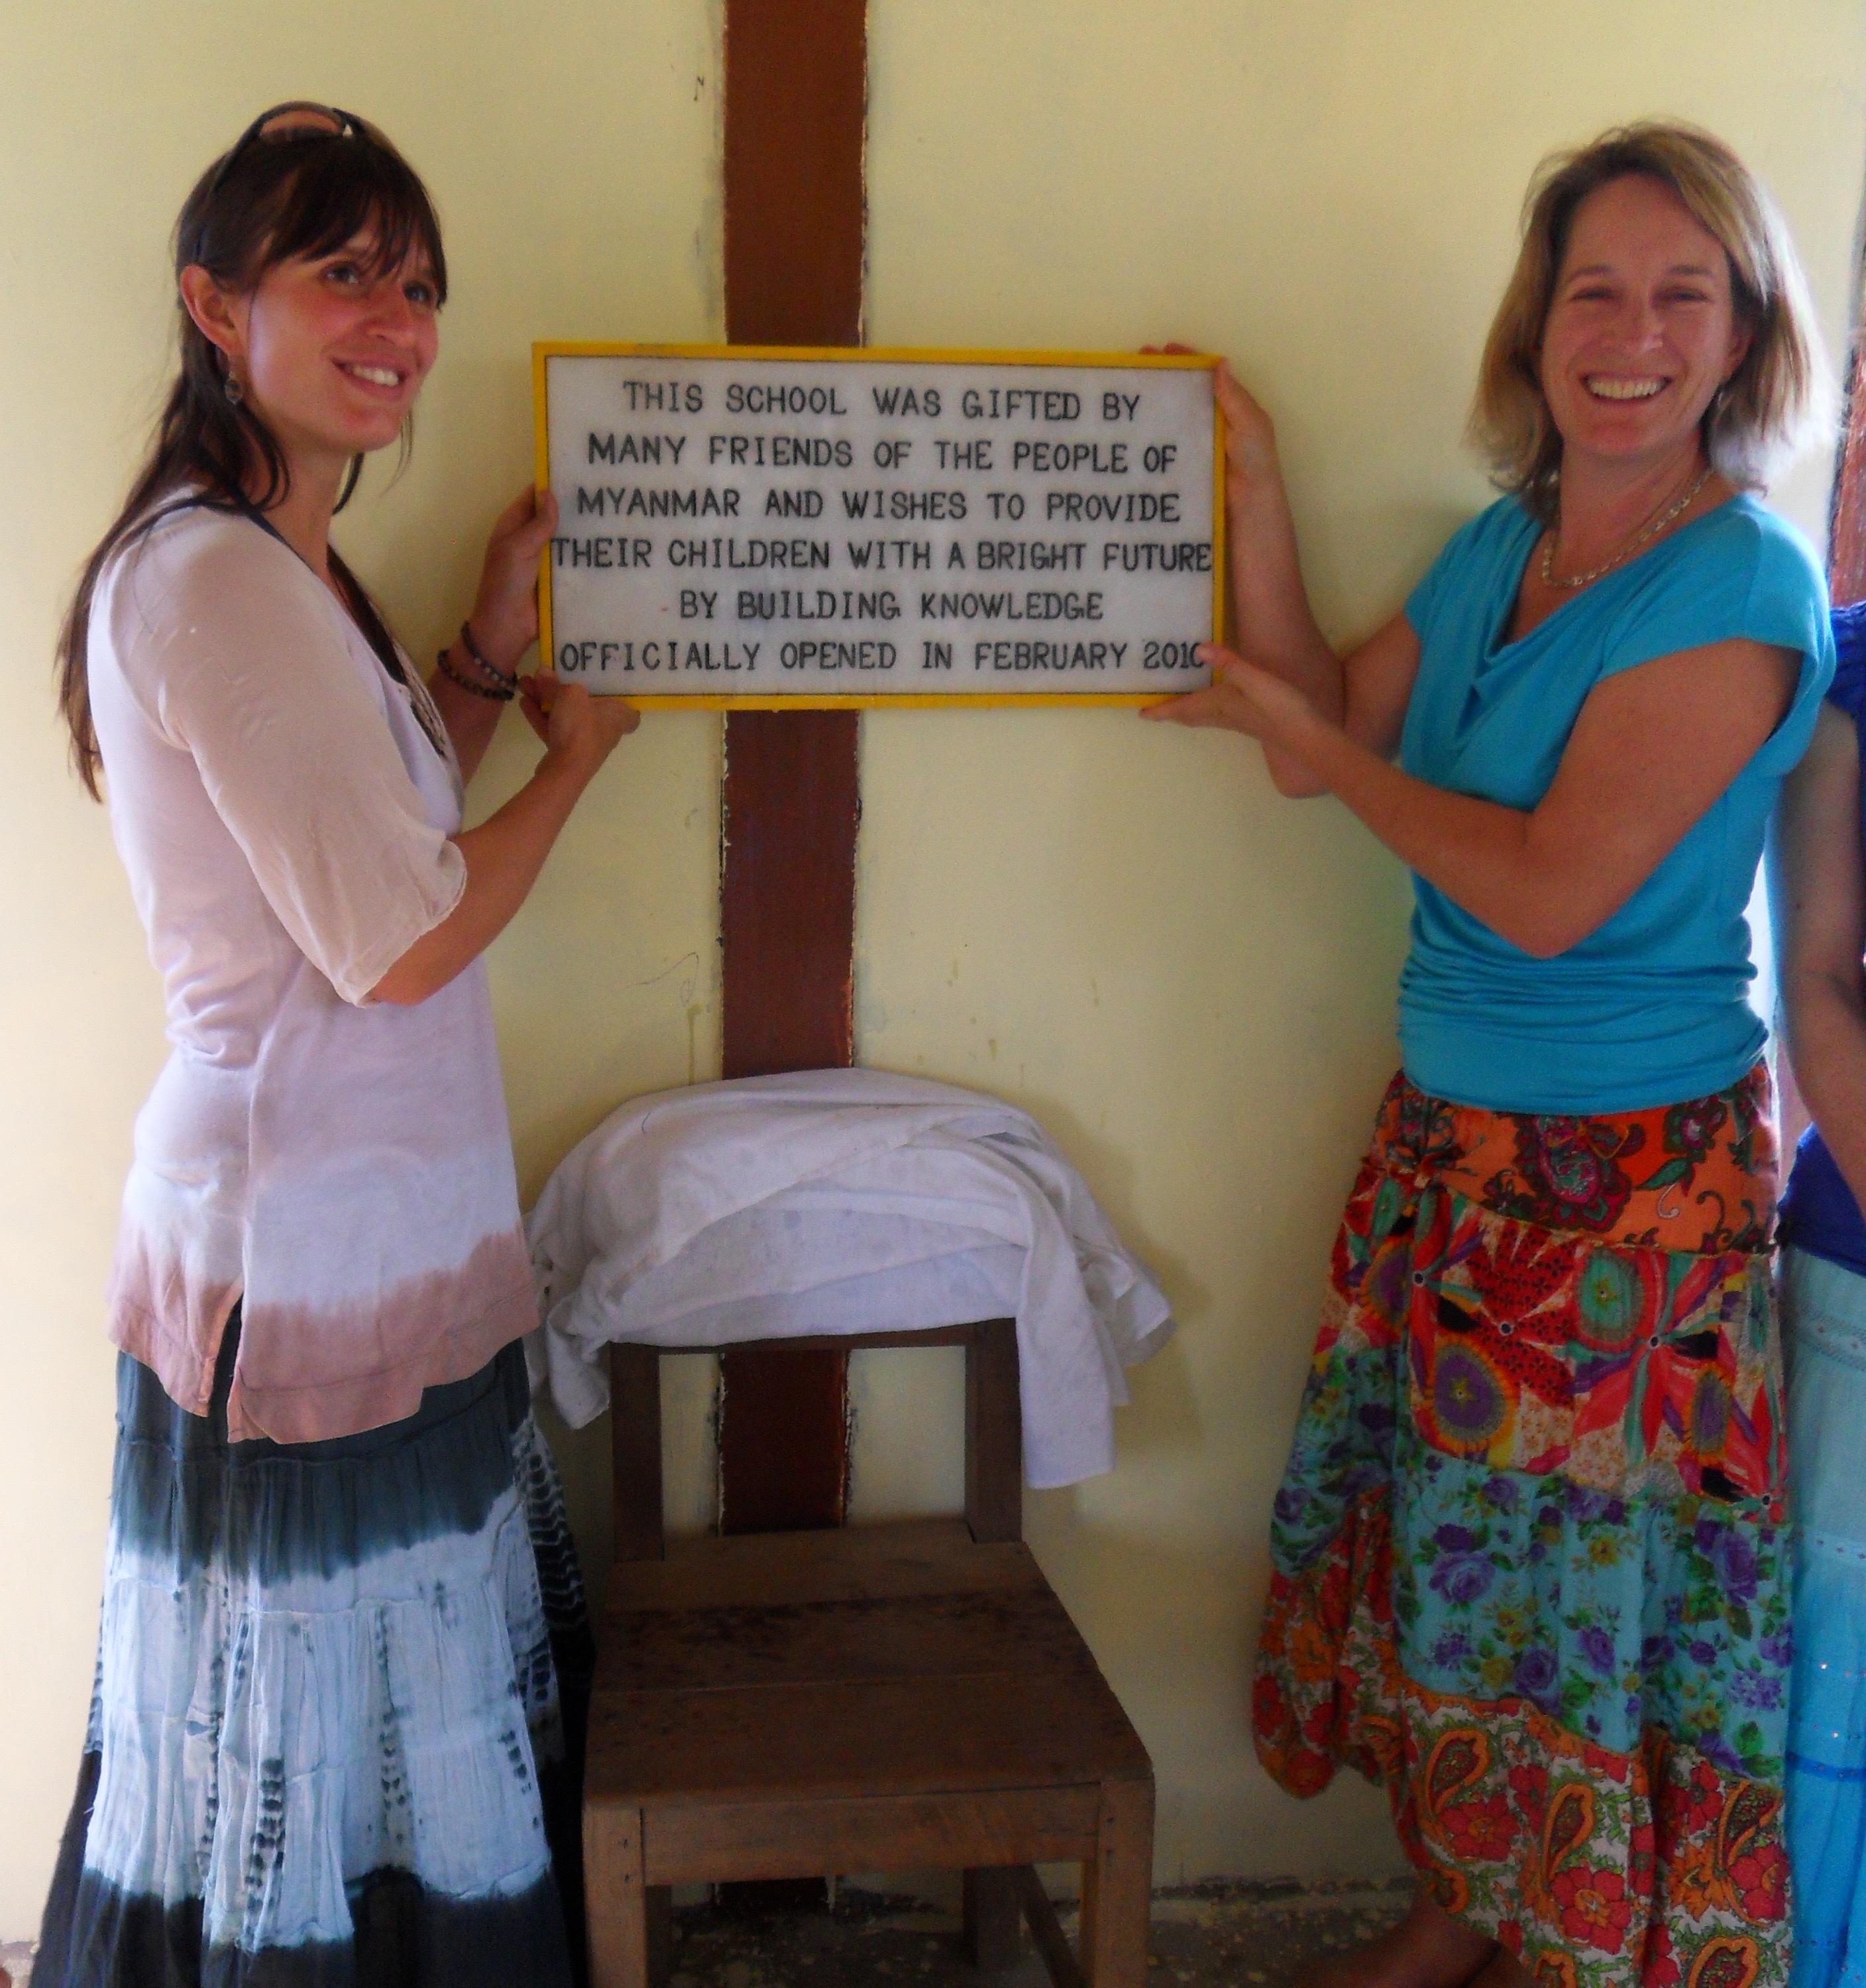 THIS SCHOOL WAS GIFTED BY
MANY FRIENDS OF THE PEOPLE OF
MYANMAR AND WISHES TO PROVIDE
THEIR CHILDREN WITH A BRIGHT FUTURE
BY BUILDING KNOWLEDGE
OFFICIALLY OPENED IN FEBRUARY 2010